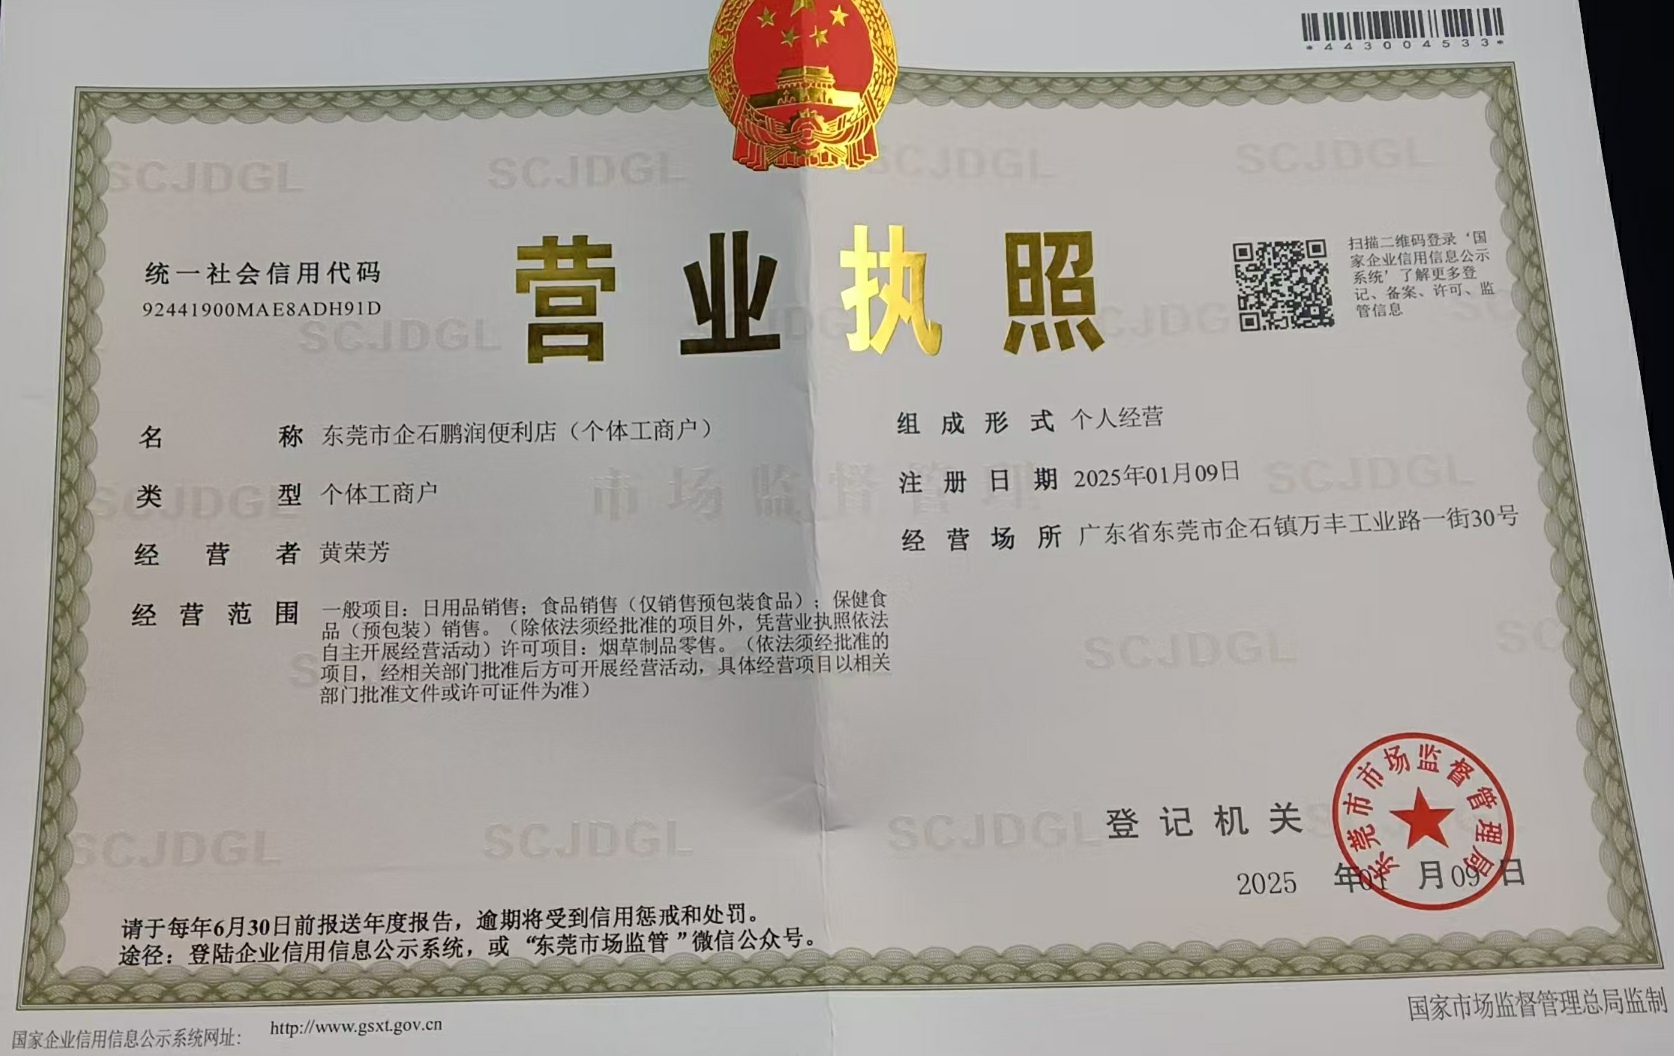 *443004533*
营业执照
统一社会信用代码
92441900MAE8ADH91D
扫描二维码登录‘国
家企业信用信息公示
系统’了解更多登
记、备案、许可、监
管信息
名称 东莞市企石鹏润便利店（个体工商户）
类型 个体工商户
经营者 黄荣芳
经营范围 一般项目：日用品销售；食品销售（仅销售预包装食品）；保健食
品（预包装）销售。（除依法须经批准的项目外，凭营业执照依法
自主开展经营活动）许可项目：烟草制品零售。（依法须经批准的
项目，经相关部门批准后方可开展经营活动，具体经营项目以相关
部门批准文件或许可证件为准）
组成形式 个人经营
注册日期 2025年01月09日
经营场所 广东省东莞市企石镇万丰工业路一街30号
市场监督管理
SCJDGL
登记机关
东莞市市场监督管理局
2025 年01 月09 日
请于每年6月30日前报送年度报告，逾期将受到信用惩戒和处罚。
途径：登陆企业信用信息公示系统，或“东莞市场监管”微信公众号。
国家企业信用信息公示系统网址： http://www.gsxt.gov.cn
国家市场监督管理总局监制